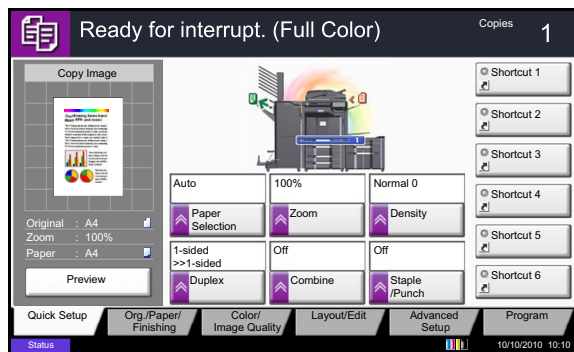 Ready for interrupt. (Full Color)
Copies
1
Copy Image
Original : A4
Zoom : 100%
Paper : A4
Preview
Auto
Paper
Selection
100%
Zoom
Normal 0
Density
1-sided
>>1-sided
Duplex
Off
Combine
Off
Staple
/Punch
Shortcut 1
Shortcut 2
Shortcut 3
Shortcut 4
Shortcut 5
Shortcut 6
Quick Setup
Org./Paper/
Finishing
Color/
Image Quality
Layout/Edit
Advanced
Setup
Program
Status
10/10/2010 10:10